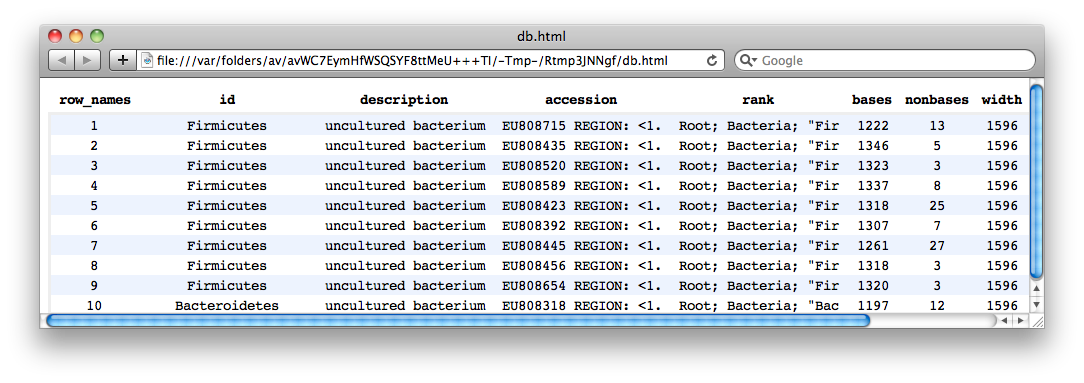 db.html
file:///var/folders/av/avWC7EymHfWSQSYF8ttMeU+++TI/-Tmp-/Rtmp3JNNgf/db.html Google
row_names id description accession rank bases nonbases width
1 Firmicutes uncultured bacterium EU808715 REGION: <1. Root; Bacteria; "Fir 1222 13 1596
2 Firmicutes uncultured bacterium EU808435 REGION: <1. Root; Bacteria; "Fir 1346 5 1596
3 Firmicutes uncultured bacterium EU808520 REGION: <1. Root; Bacteria; "Fir 1323 3 1596
4 Firmicutes uncultured bacterium EU808589 REGION: <1. Root; Bacteria; "Fir 1337 8 1596
5 Firmicutes uncultured bacterium EU808423 REGION: <1. Root; Bacteria; "Fir 1318 25 1596
6 Firmicutes uncultured bacterium EU808392 REGION: <1. Root; Bacteria; "Fir 1307 7 1596
7 Firmicutes uncultured bacterium EU808445 REGION: <1. Root; Bacteria; "Fir 1261 27 1596
8 Firmicutes uncultured bacterium EU808456 REGION: <1. Root; Bacteria; "Fir 1318 3 1596
9 Firmicutes uncultured bacterium EU808654 REGION: <1. Root; Bacteria; "Fir 1320 3 1596
10 Bacteroidetes uncultured bacterium EU808318 REGION: <1. Root; Bacteria; "Bac 1197 12 1596